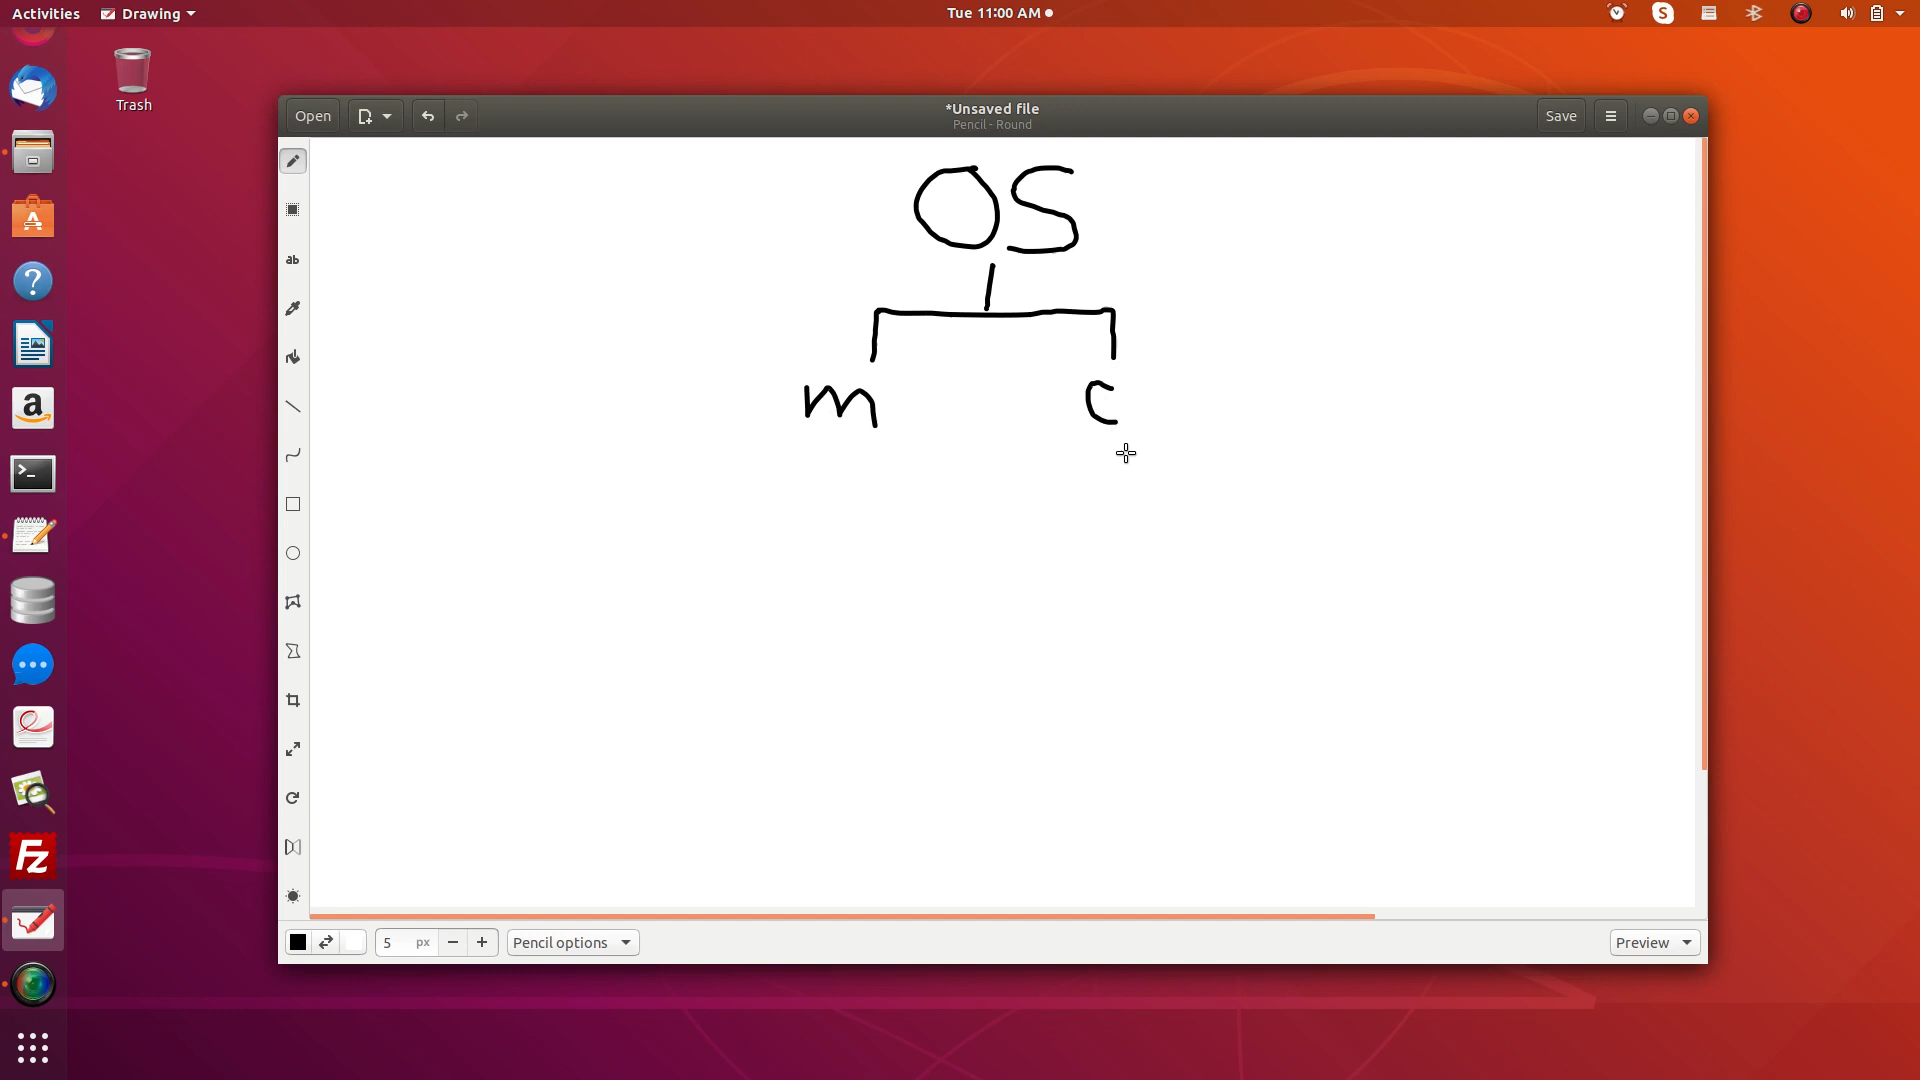 Activities Drawing Tue 11:00 AM
Trash
Open *Unsaved file Save
Pencil - Round
OS
m c
5 px Pencil options Preview